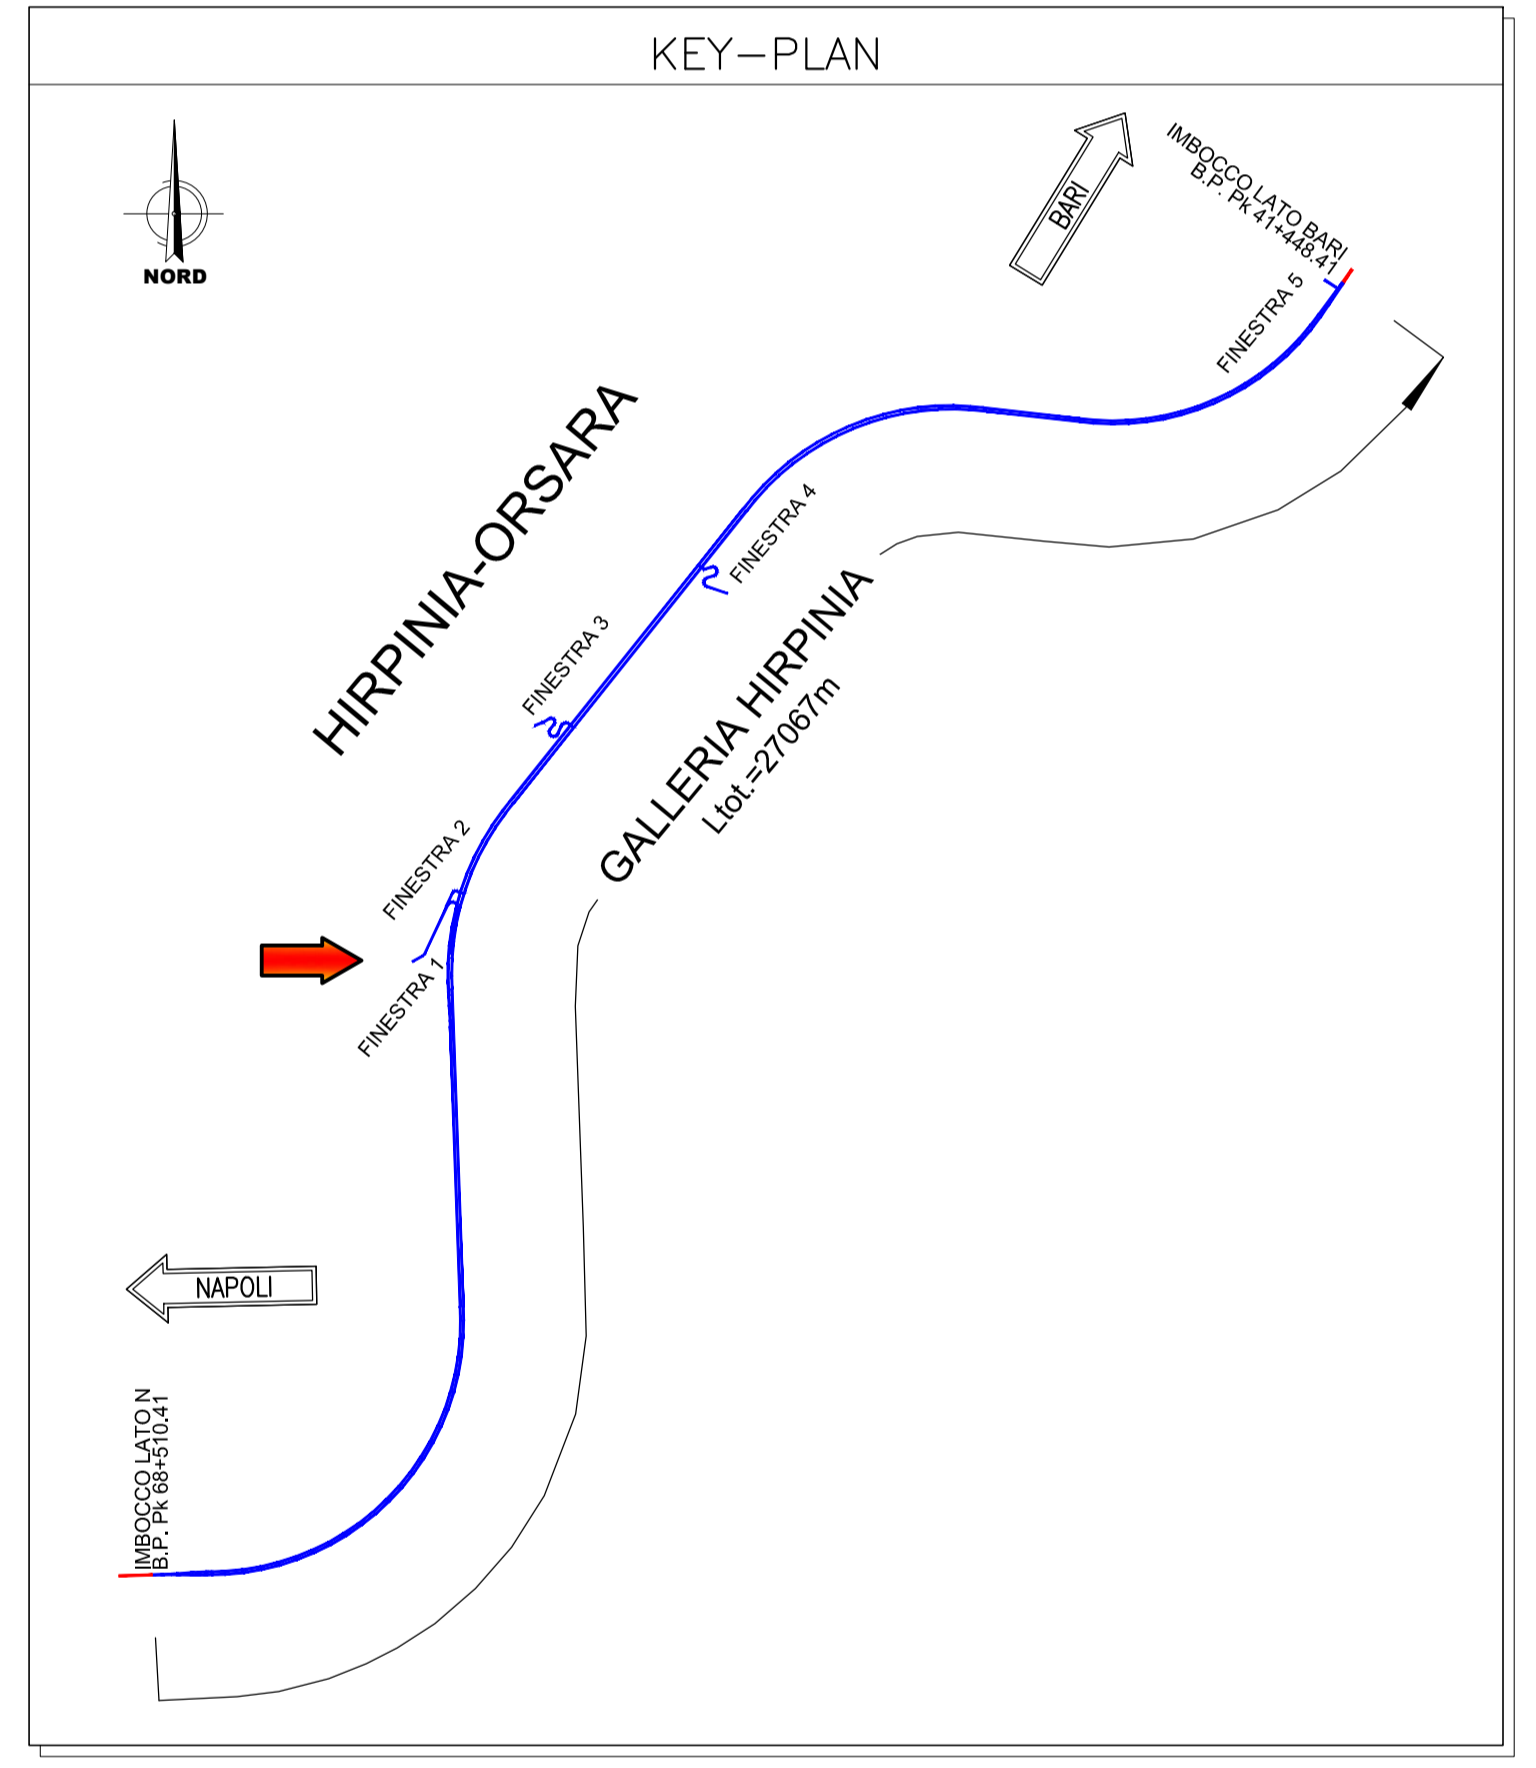 KEY-PLAN
NORD
BARI
IMBOCCO LATO BARI
B.P. Pk 41+448.41
FINESTRA 5
HIRPINIA-ORSARA
FINESTRA 4
FINESTRA 3
GALLERIA HIRPINIA
Ltot.=27067m
FINESTRA 2
FINESTRA 1
NAPOLI
IMBOCCO LATO N
B.P. Pk 68+510.41